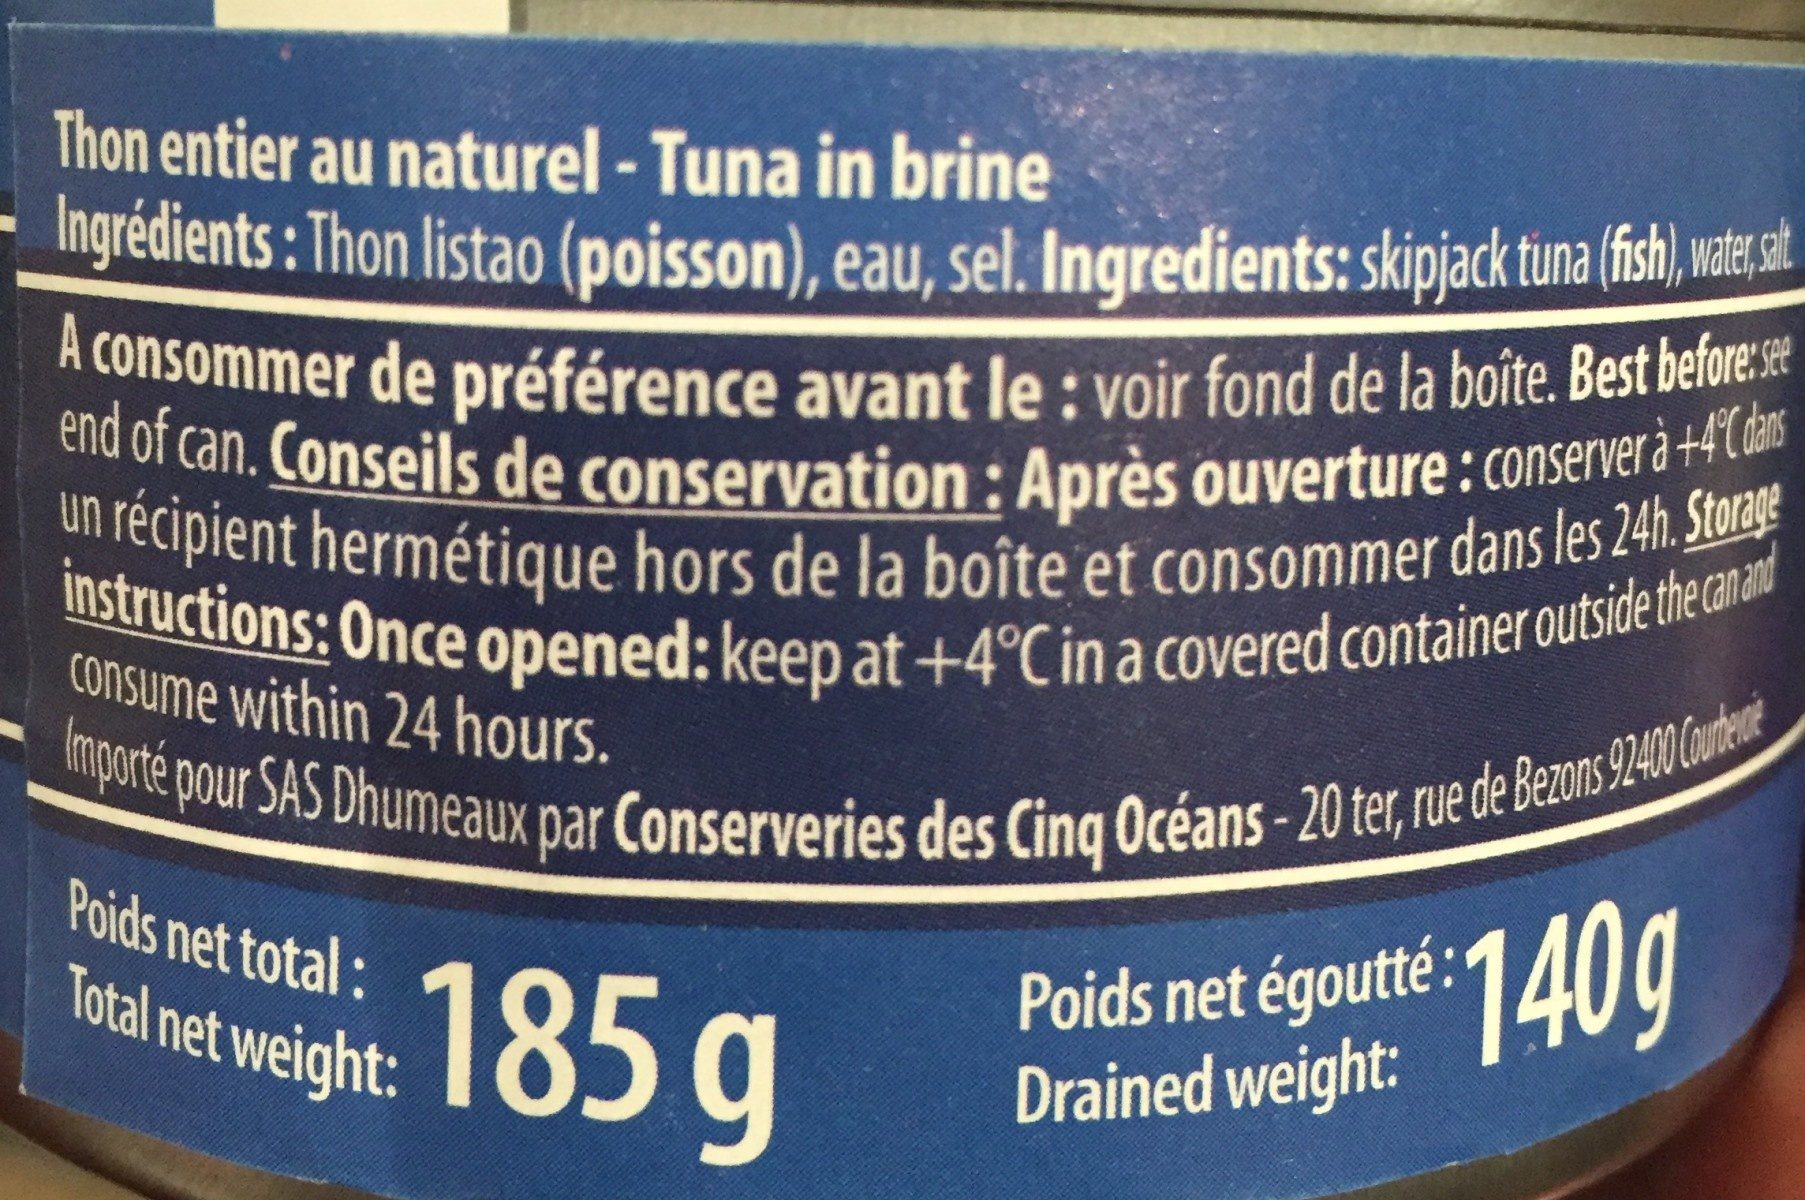 Thon entier au naturel - Tuna in brine
Ingrédients : Thon listao (poisson), eau, sel. Ingredients: skipjack tuna (fish), water, salt.
A consommer de préférence avant le : voir fond de la boîte. Best before: see
end of can. Conseils de conservation : Après ouverture : conserver à +4°C dans
un récipient hermétique hors de la boîte et consommer dans les 24h. Storage
instructions: Once opened: keep at +4°C in a covered container outside the can and
consume within 24 hours.
Importé pour SAS Dhumeaux par Conserveries des Cinq Océans - 20 ter, rue de Bezons 92400 Courbevoie
Poids net total :
Total net weight: 185 g
Poids net égoutté :
Drained weight: 140 g